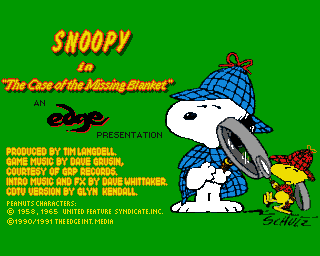 SNOOPY
in
"The Case of the Missing Blanket"
AN
edge
PRESENTATION
PRODUCED BY TIM LANGDELL.
GAME MUSIC BY DAVE GRUSIN,
COURTESY OF GRP RECORDS.
INTRO MUSIC AND FX BY DAVE WHITTAKER.
CDTV VERSION BY GLYN KENDALL.
PEANUTS CHARACTERS:
© 1958, 1965 UNITED FEATURE SYNDICATE, INC.
©1990/1991 THE EDGE INT. MEDIA
SCHULZ